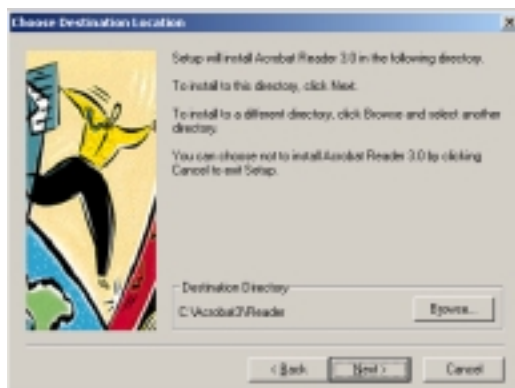 Choose Destination Location
Setup will install Acrobat Reader 3.0 in the following directory.
To install to this directory, click Next.
To install to a different directory, click Browse and select another
directory.
You can choose not to install Acrobat Reader 3.0 by clicking
Cancel to exit Setup.
Destination Directory
C:\Acrobat3\Reader
Browse...
< Back
Next >
Cancel